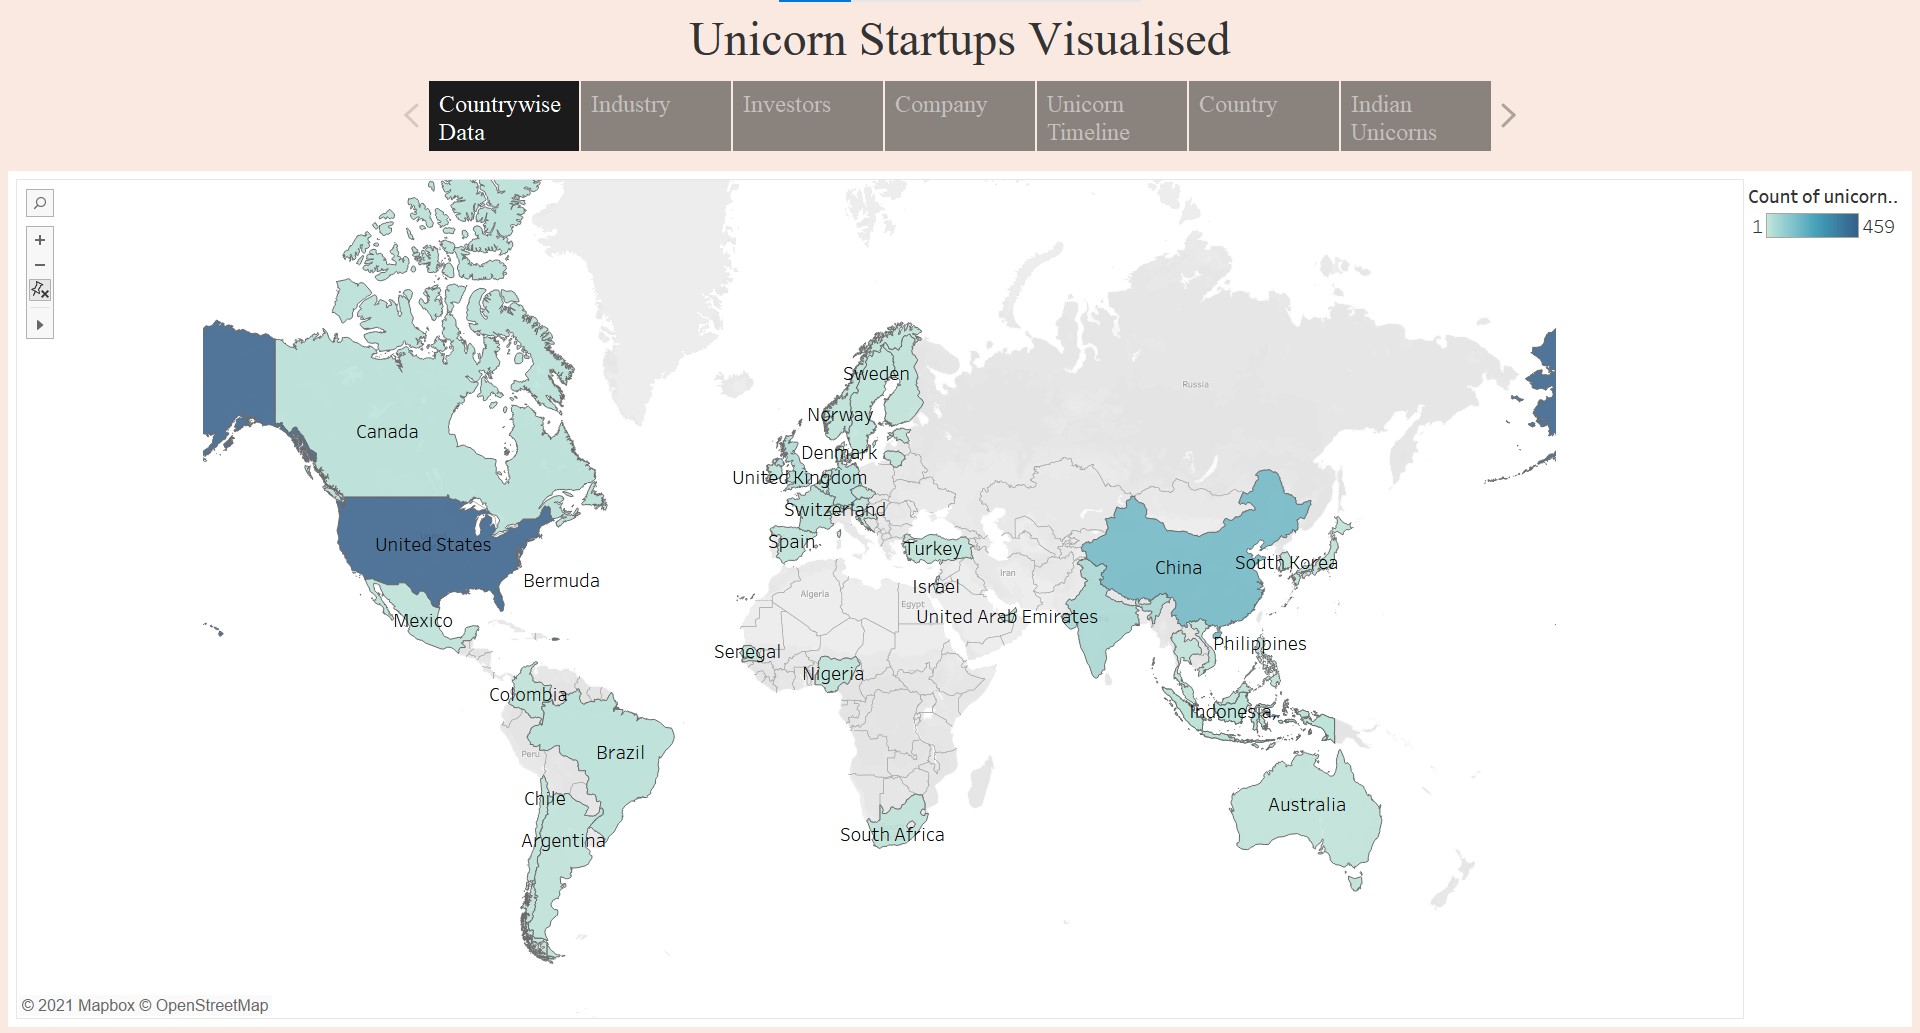 Unicorn Startups Visualised
Countrywise
Data
Industry
Investors
Company
Unicorn
Timeline
Country
Indian
Unicorns
Count of unicorn..
1
459
Sweden
Russia
Norway
Canada
Denmark
United Kingdom
Switzerland
Spain
Turkey
United States
South Korea
China
Iran
Bermuda
Israel
Algeria
Egypt
United Arab Emirates
Mexico
Philippines
Senegal
Nigeria
Colombia
Indonesia
Brazil
Peru
Chile
Australia
South Africa
Argentina
© 2021 Mapbox © OpenStreetMap